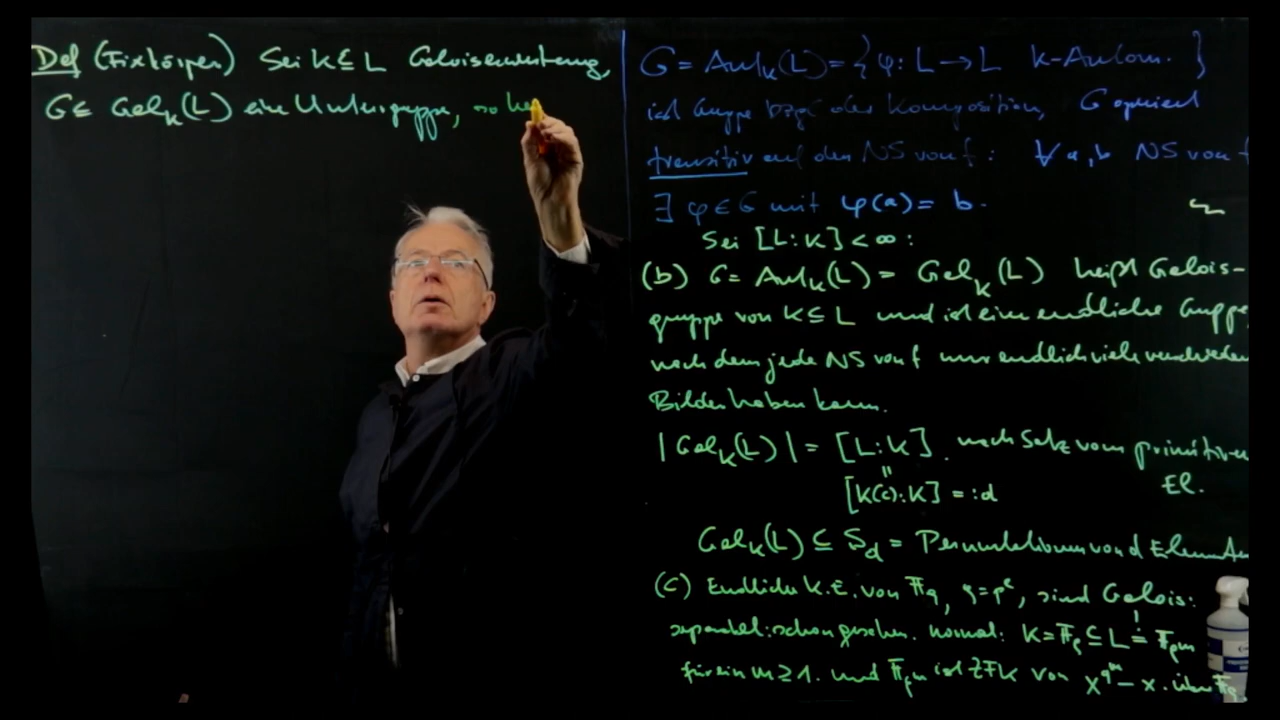 Def (Fixkörper) Sei K ⊆ L Galoiserweiterung,
G ⊆ Gal_K(L) eine Untergruppe, so he
G = Aut_K(L) = { φ: L → L K-Autom. }
ist Gruppe bzgl der Komposition, G operiert
transitiv auf den NS von f: ∀ a, b NS von f
∃ φ ∈ G mit φ(a) = b.
Sei [L:K] < ∞ :
(b) G = Aut_K(L) = Gal_K(L) heißt Galois-
gruppe von K ⊆ L und ist eine endliche Gruppe,
nach dem jede NS von f nur endlich viele verschieden
Bilder haben kann.
|Gal_K(L)| = [L:K], nach Satz vom primitiven
El.
"
[K(c):K] =: d
Gal_K(L) ⊆ S_d = Permutationen von d Elementen
(c) Endliche K.E. von 𝔽_q, q = p^e, sind Galois:
separabel: schon gesehen. normal: K = 𝔽_q ⊆ L =! 𝔽_qm
für ein m ≥ 1. und 𝔽_qm ist ZFK von X^q^m − X. über 𝔽_q.